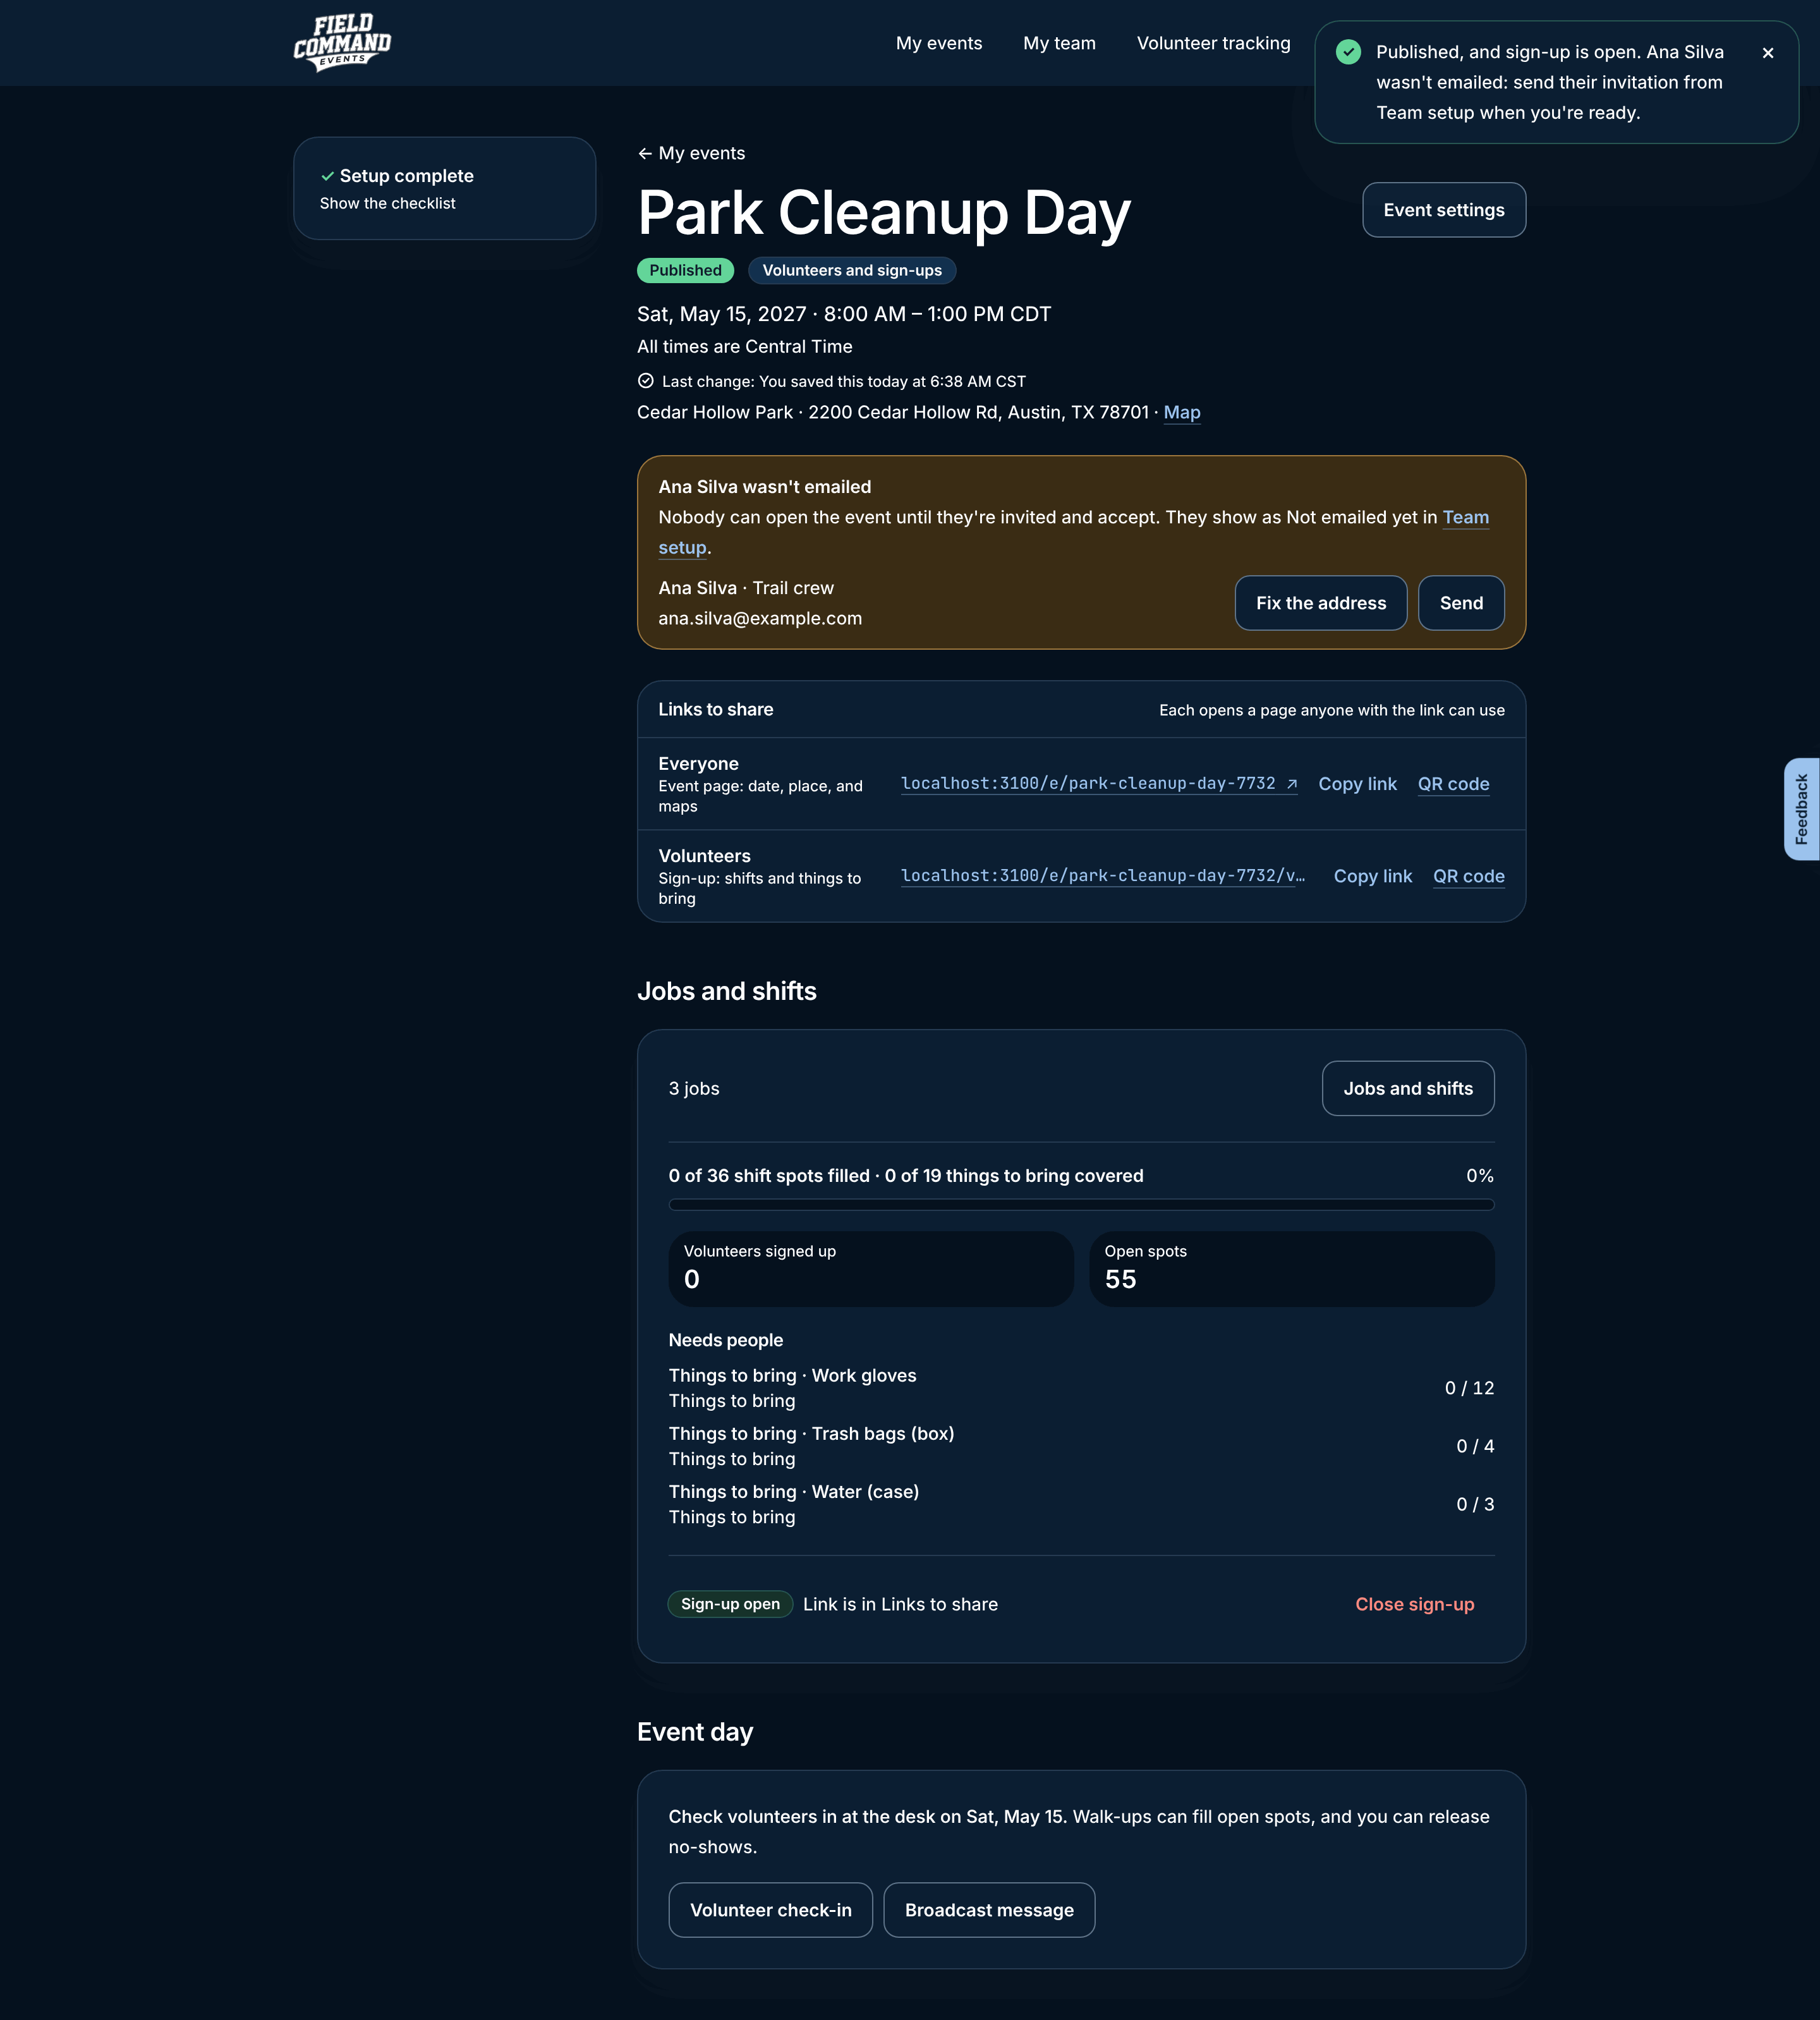 FIELD
COMMAND
EVENTS
My events
My team
Volunteer tracking
Published, and sign-up is open. Ana Silva
wasn't emailed: send their invitation from
Team setup when you're ready.
Setup complete
Show the checklist
← My events
Park Cleanup Day
Event settings
Published
Volunteers and sign-ups
Sat, May 15, 2027 · 8:00 AM – 1:00 PM CDT
All times are Central Time
Last change: You saved this today at 6:38 AM CST
Cedar Hollow Park · 2200 Cedar Hollow Rd, Austin, TX 78701 · Map
Ana Silva wasn't emailed
Nobody can open the event until they're invited and accept. They show as Not emailed yet in Team
setup.
Ana Silva · Trail crew
ana.silva@example.com
Fix the address
Send
Links to share
Each opens a page anyone with the link can use
Everyone
Event page: date, place, and
maps
localhost:3100/e/park-cleanup-day-7732 ↗
Copy link
QR code
Volunteers
Sign-up: shifts and things to
bring
localhost:3100/e/park-cleanup-day-7732/v…
Copy link
QR code
Feedback
Jobs and shifts
3 jobs
Jobs and shifts
0 of 36 shift spots filled · 0 of 19 things to bring covered
0%
Volunteers signed up
0
Open spots
55
Needs people
Things to bring · Work gloves
Things to bring
0 / 12
Things to bring · Trash bags (box)
Things to bring
0 / 4
Things to bring · Water (case)
Things to bring
0 / 3
Sign-up open
Link is in Links to share
Close sign-up
Event day
Check volunteers in at the desk on Sat, May 15. Walk-ups can fill open spots, and you can release
no-shows.
Volunteer check-in
Broadcast message